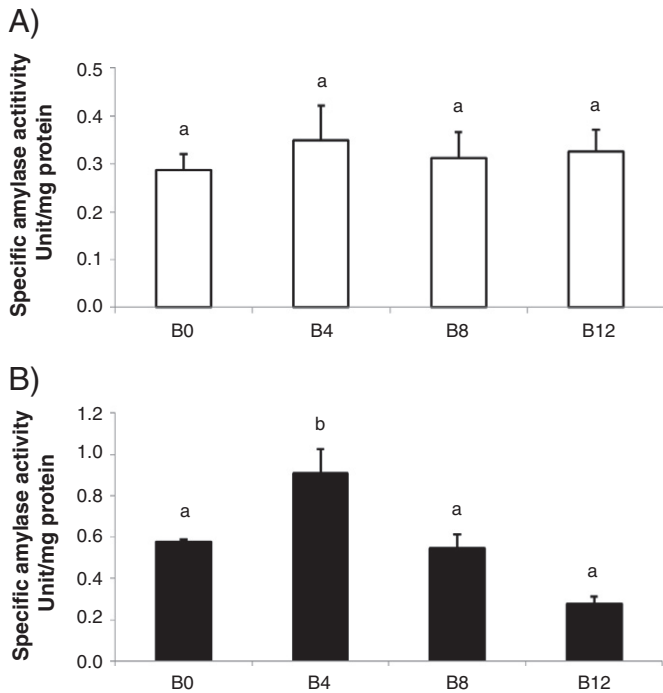 A)
Specific amylase actitivity
Unit/mg protein
0.5
0.4
0.3
0.2
0.1
0.0
a
a
a
a
B0
B4
B8
B12
B)
Specific amylase activity
Unit/mg protein
1.2
1.0
0.8
0.6
0.4
0.2
0.0
a
b
a
a
B0
B4
B8
B12